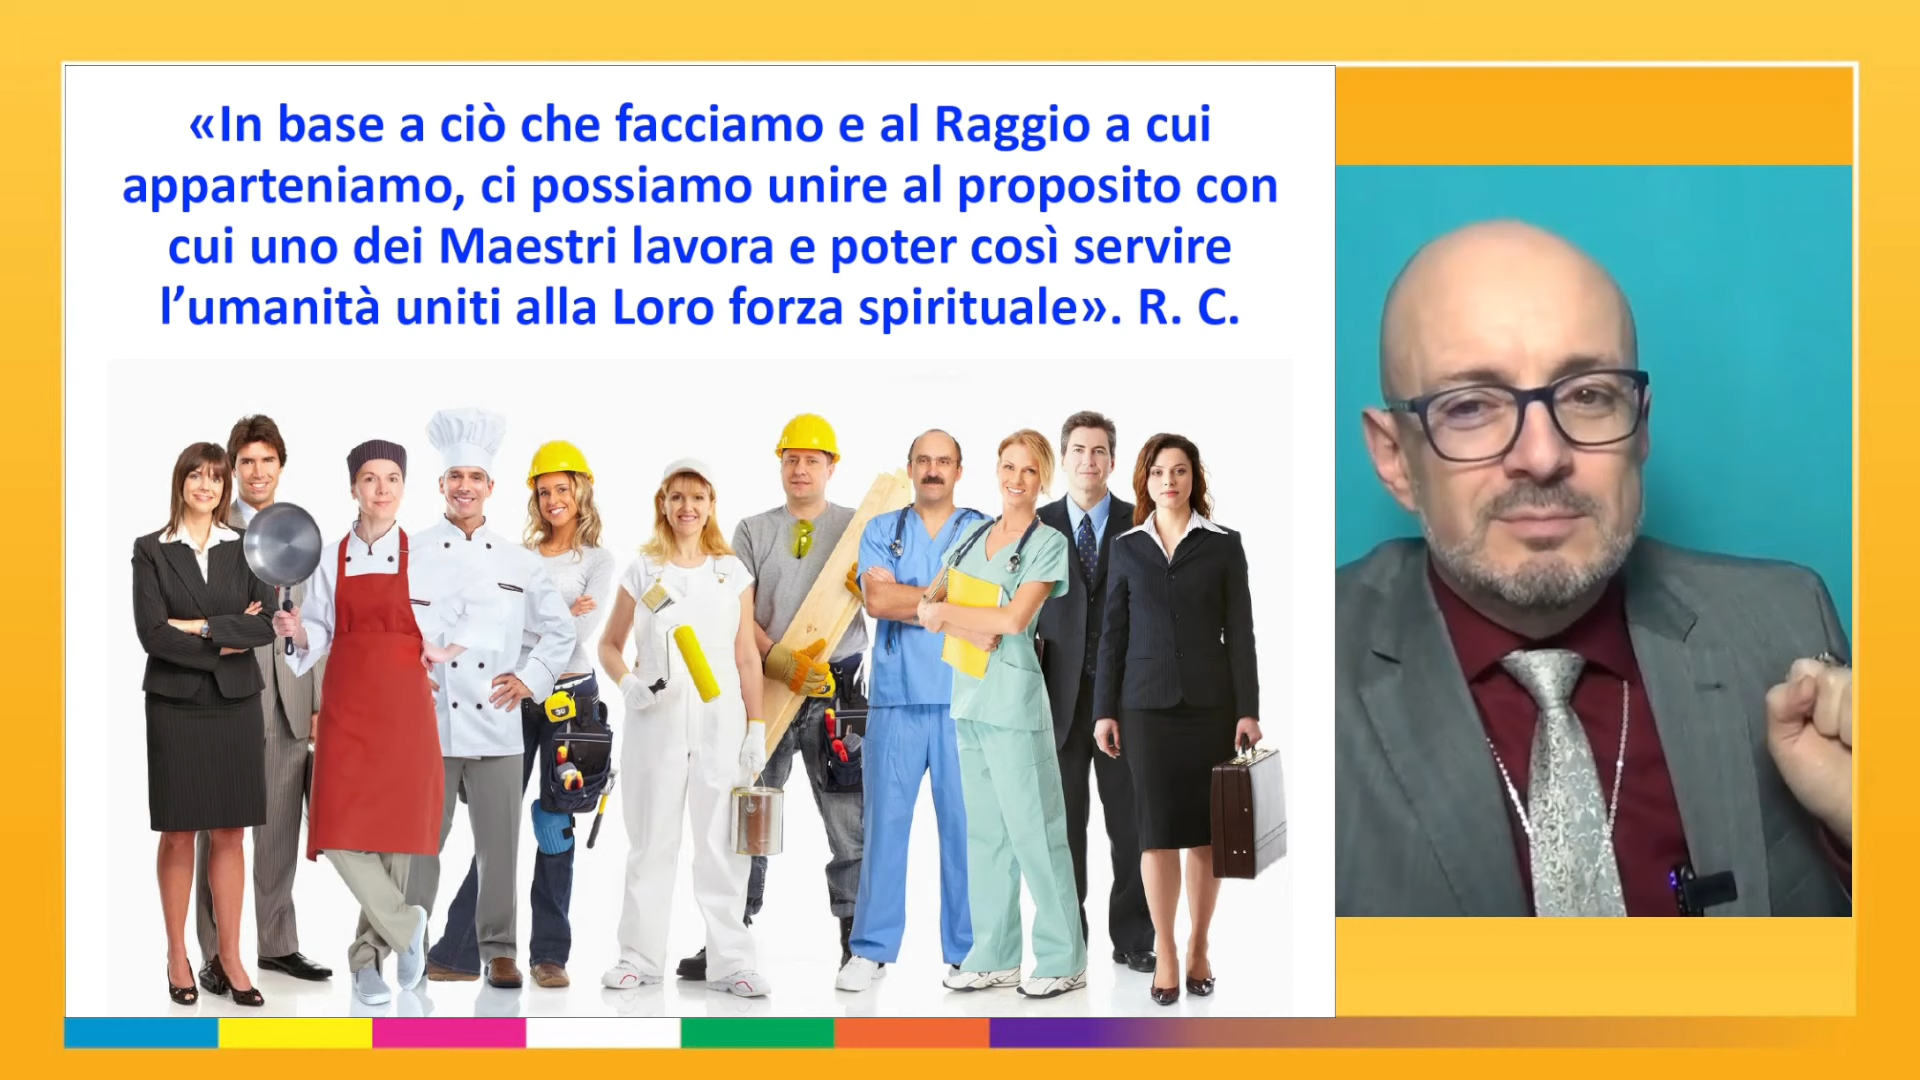 «In base a ciò che facciamo e al Raggio a cui
apparteniamo, ci possiamo unire al proposito con
cui uno dei Maestri lavora e poter così servire
l’umanità uniti alla Loro forza spirituale». R. C.